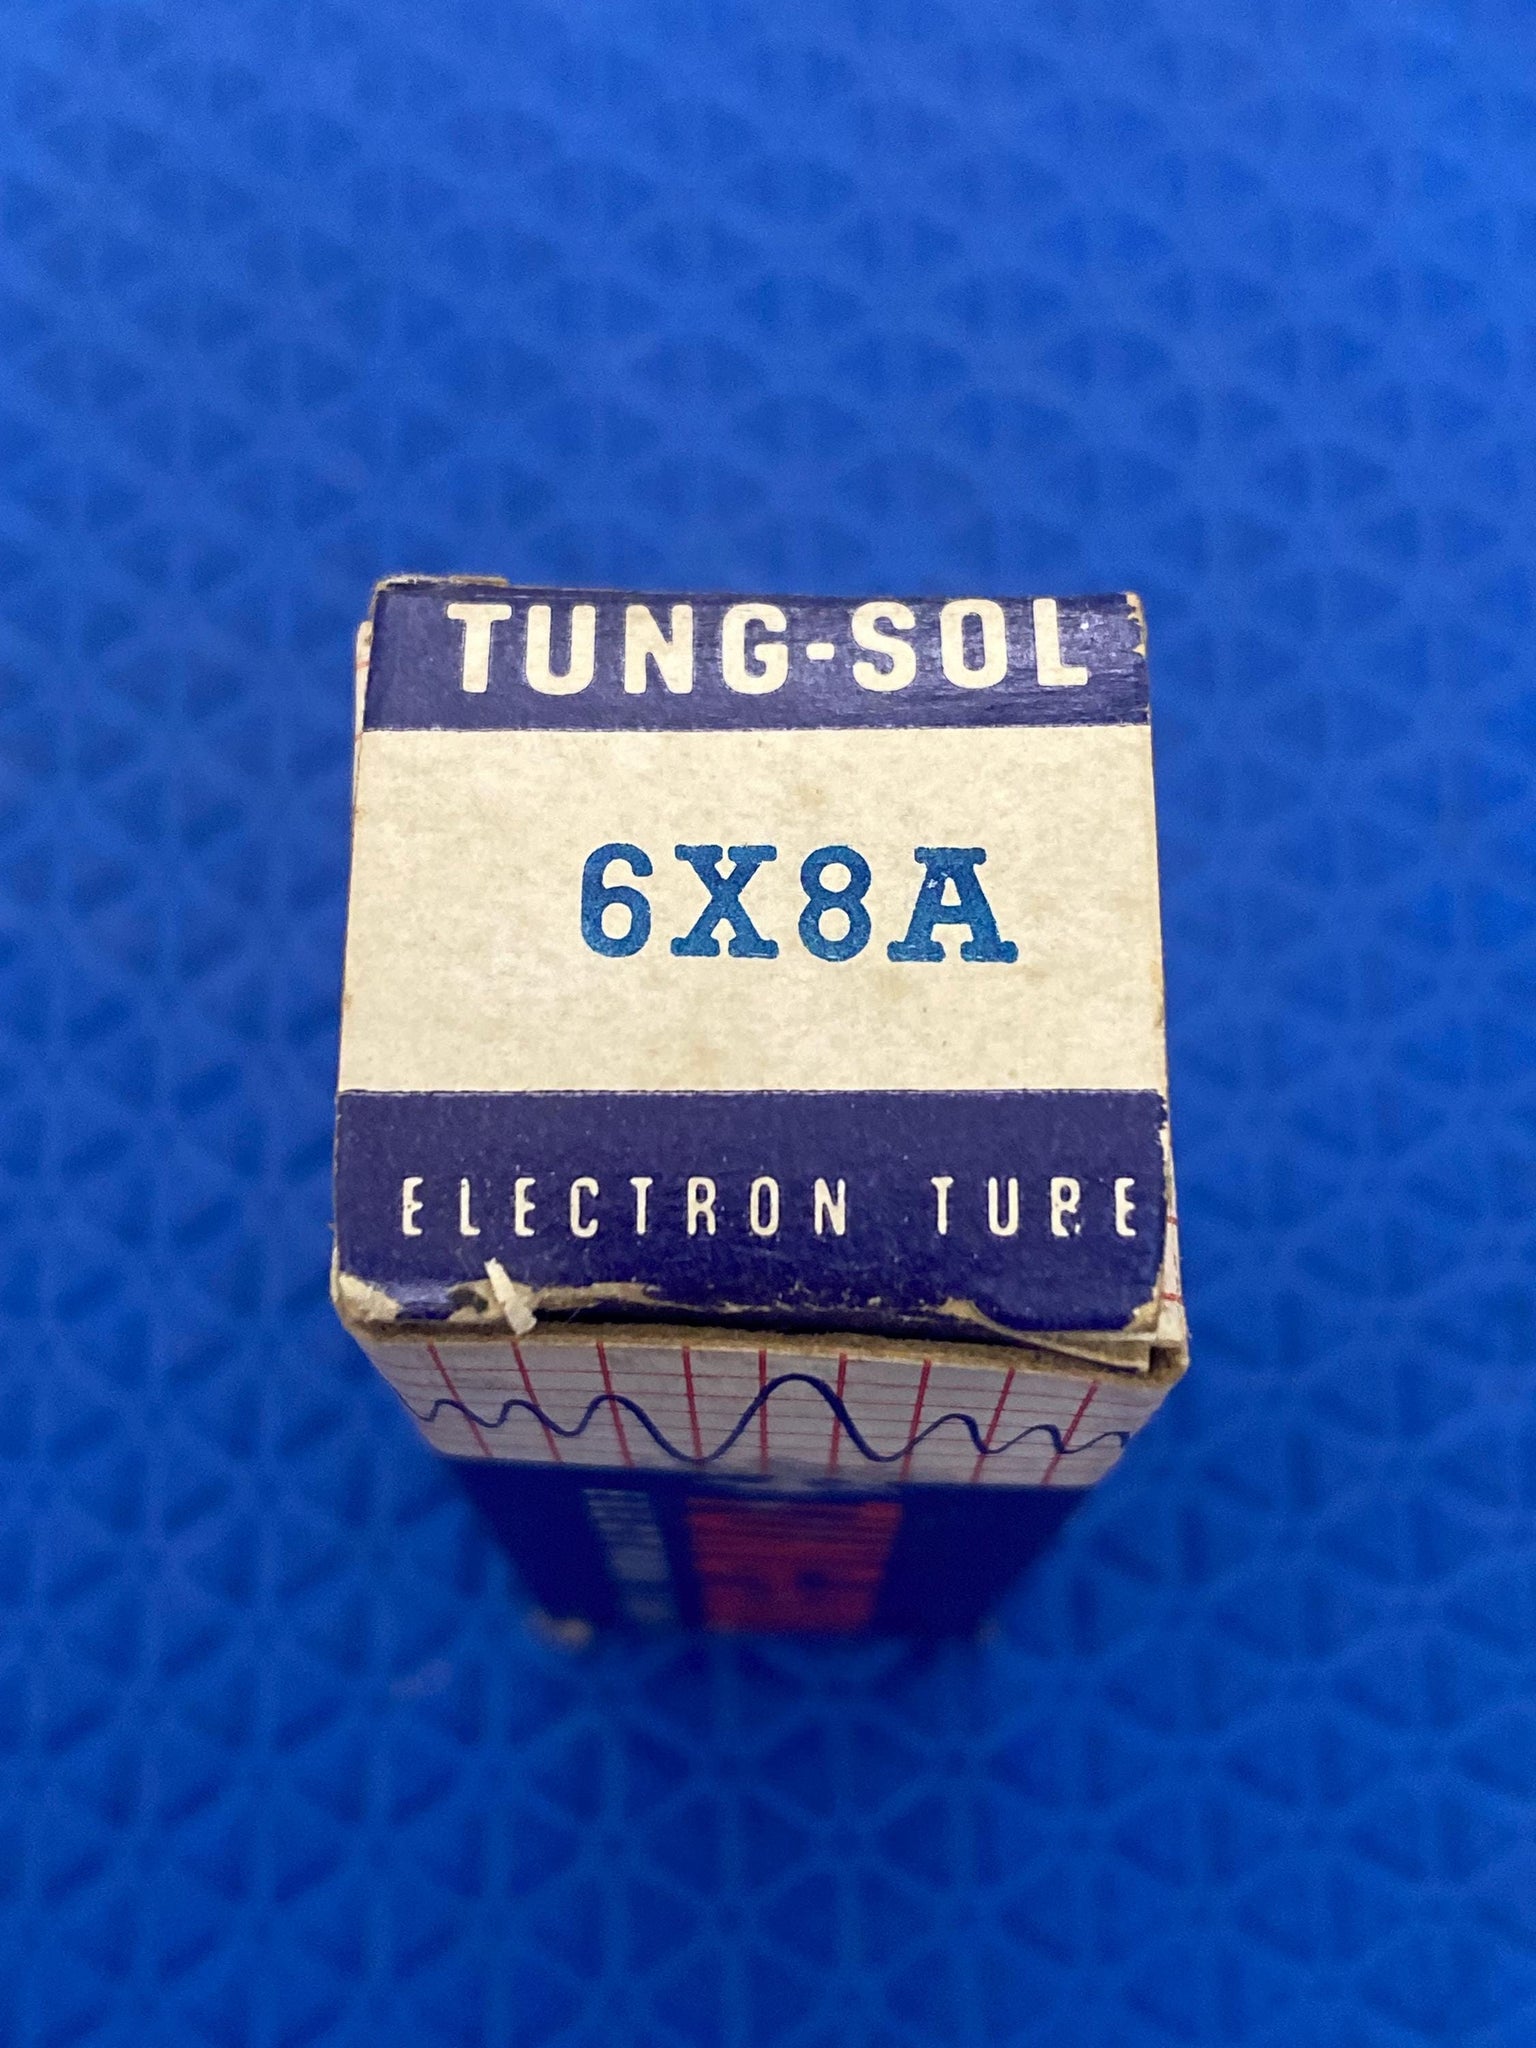 TUNG-SOL
6X8A
ELECTRON TUBE